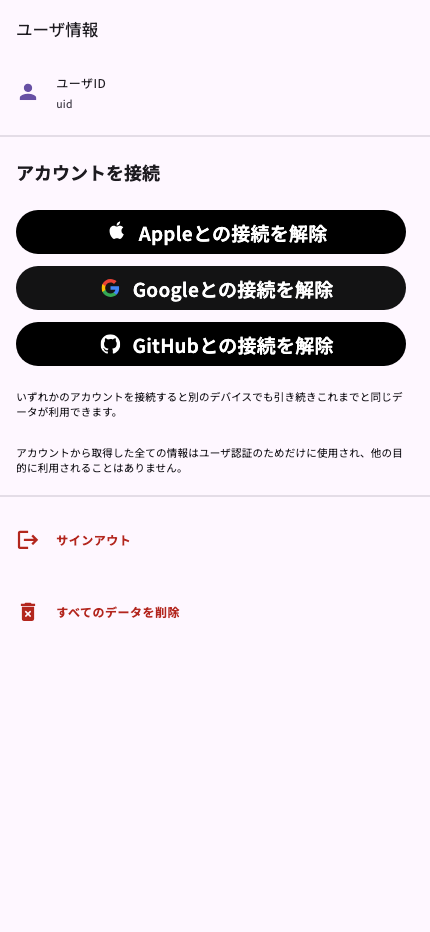 ユーザ情報
ユーザID
uid
アカウントを接続
Appleとの接続を解除
Googleとの接続を解除
GitHubとの接続を解除
いずれかのアカウントを接続すると別のデバイスでも引き続きこれまでと同じデ
ータが利用できます。
アカウントから取得した全ての情報はユーザ認証のためだけに使用され、他の目
的に利用されることはありません。
サインアウト
すべてのデータを削除